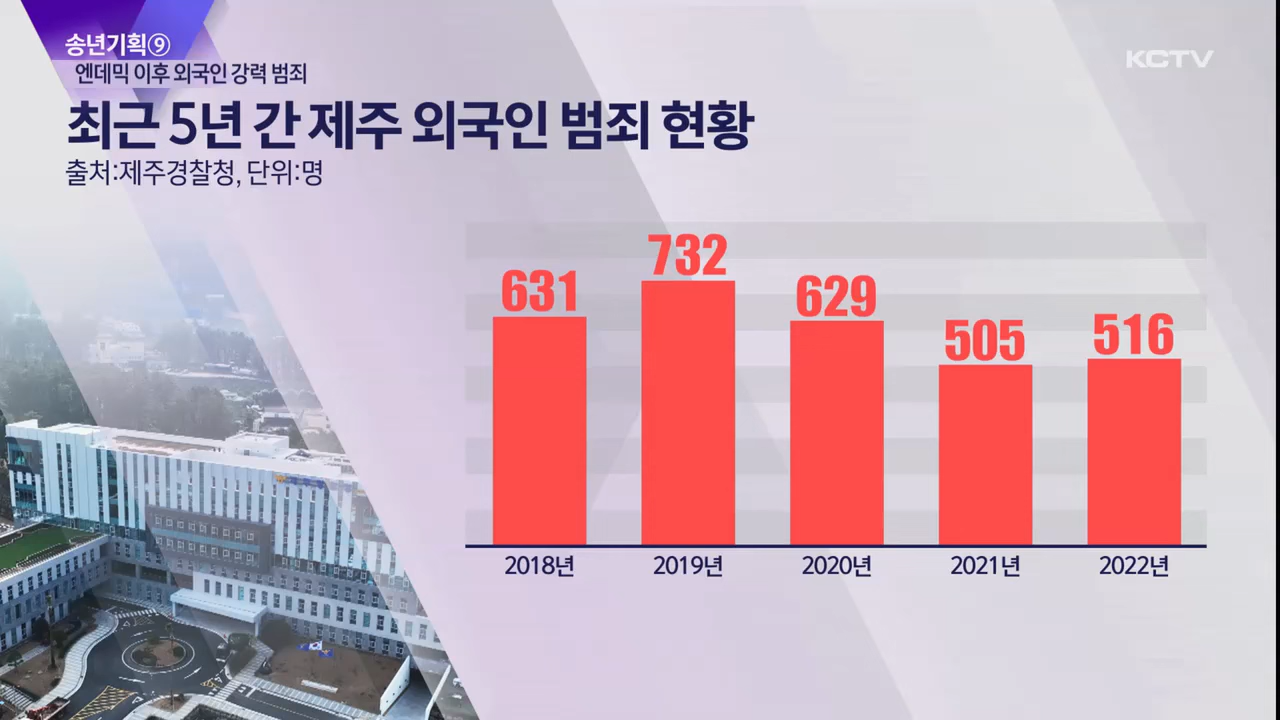 송년기획⑨
엔데믹 이후 외국인 강력 범죄
최근 5년 간 제주 외국인 범죄 현황
출처:제주경찰청, 단위:명
KCTV
631
732
629
505
516
2018년
2019년
2020년
2021년
2022년